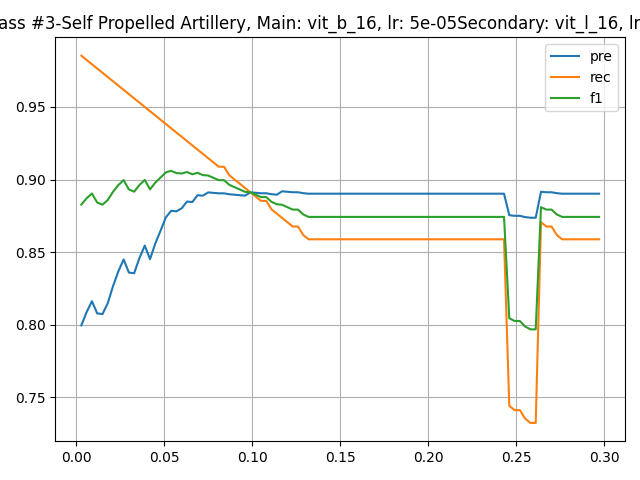 ass #3-Self Propelled Artillery, Main: vit_b_16, lr: 5e-05Secondary: vit_l_16, lr
pre
rec
f1
0.95
0.90
0.85
0.80
0.75
0.00 0.05 0.10 0.15 0.20 0.25 0.30